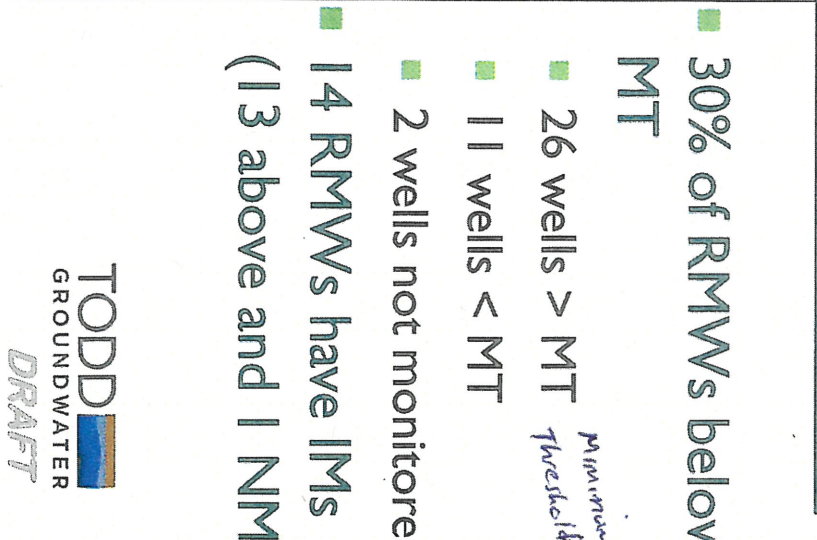 30% of RMWs below
MT
26 wells > MT
Minimum
Threshold
11 wells < MT
2 wells not monitore
14 RMWs have IMs
(13 above and 1 NM
TODD
GROUNDWATER
DRAFT